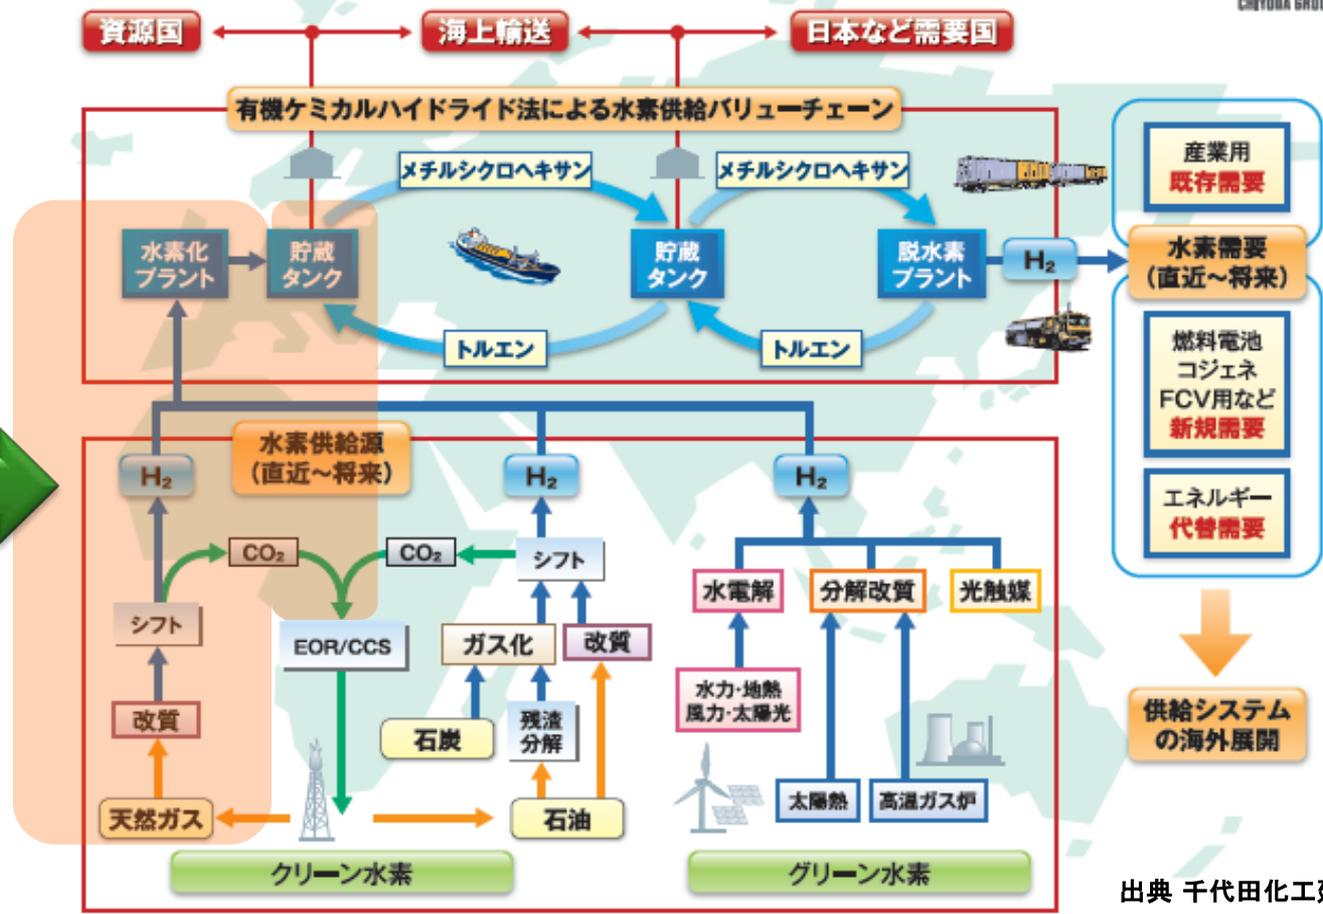 CHIYODA GROU
資源国
海上輸送
日本など需要国
有機ケミカルハイドライド法による水素供給バリューチェーン
メチルシクロヘキサン
メチルシクロヘキサン
水素化
プラント
貯蔵
タンク
貯蔵
タンク
脱水素
プラント
H₂
トルエン
トルエン
産業用
既存需要
水素需要
(直近~将来)
燃料電池
コジェネ
FCV用など
新規需要
エネルギー
代替需要
供給システム
の海外展開
水素供給源
(直近~将来)
H₂
H₂
H₂
CO₂
CO₂
シフト
シフト
EOR/CCS
改質
天然ガス
ガス化
改質
石炭
残渣
分解
石油
水電解
分解改質
光触媒
水力・地熱
風力・太陽光
太陽熱
高温ガス炉
クリーン水素
グリーン水素
出典 千代田化工